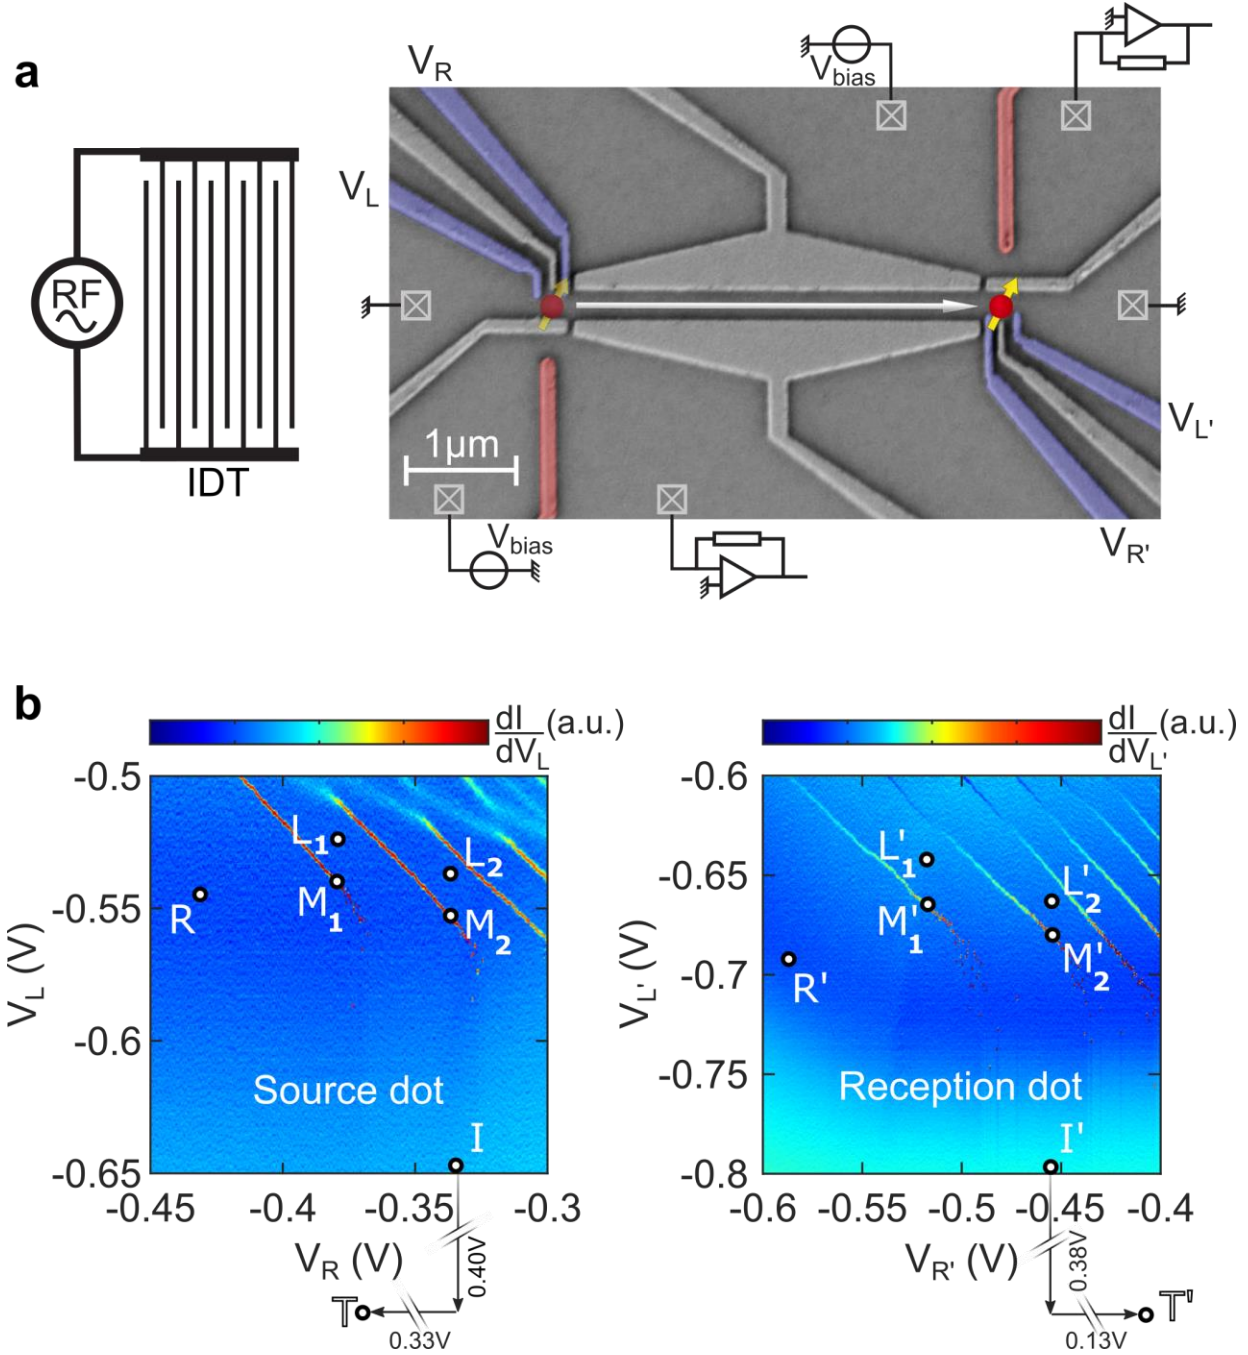 a
V_R
V_bias
V_L
RF
IDT
1μm
V_L'
V_bias
V_R'
b
dI/dV_L (a.u.)
dI/dV_L' (a.u.)
-0.5
-0.55
-0.6
-0.65
V_L (V)
L_1
L_2
M_1
M_2
R
Source dot
I
-0.45
-0.4
-0.35
-0.3
V_R (V)
0.40V
T
0.33V
-0.6
-0.65
-0.7
-0.75
-0.8
V_L' (V)
L'_1
L'_2
M'_1
M'_2
R'
Reception dot
I'
-0.6
-0.55
-0.5
-0.45
-0.4
V_R' (V)
0.38V
T'
0.13V